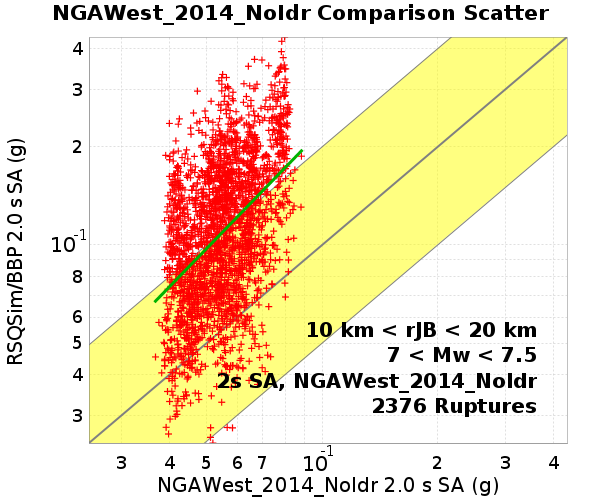 NGAWest_2014_NoIdr Comparison Scatter
RSQSim/BBP 2.0 s SA (g)
4
3
2
10-1
8
6
5
4
3
10 km < rJB < 20 km
7 < Mw < 7.5
2s SA, NGAWest_2014_NoIdr
2376 Ruptures
3 4 5 6 7 10-1 2 3 4
NGAWest_2014_NoIdr 2.0 s SA (g)